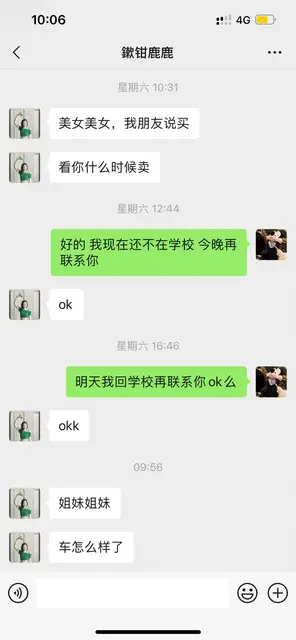 10:06
4G
鏉钳鹿鹿
星期六 10:31
美女美女，我朋友说买
看你什么时候卖
星期六 12:44
好的 我现在还不在学校 今晚再
联系你
ok
星期六 16:46
明天我回学校再联系你ok么
okk
09:56
姐妹姐妹
车怎么样了